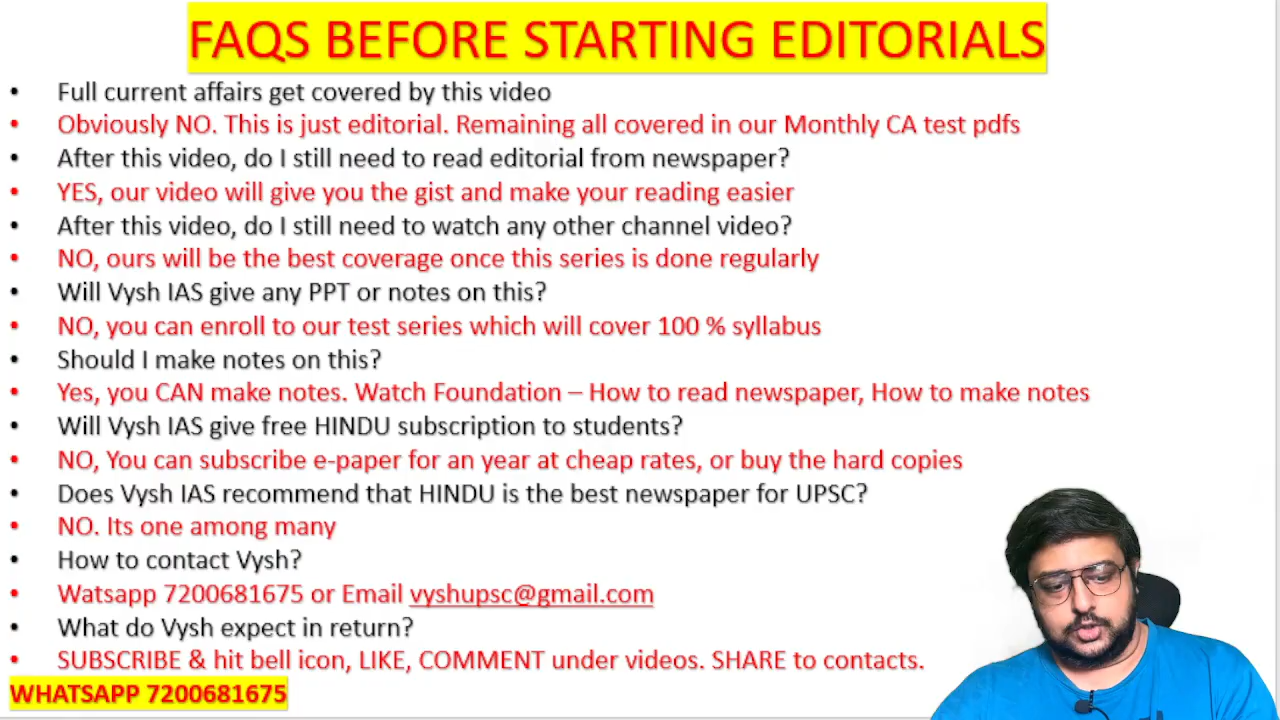 FAQS BEFORE STARTING EDITORIALS
• Full current affairs get covered by this video
• Obviously NO. This is just editorial. Remaining all covered in our Monthly CA test pdfs
• After this video, do I still need to read editorial from newspaper?
• YES, our video will give you the gist and make your reading easier
• After this video, do I still need to watch any other channel video?
• NO, ours will be the best coverage once this series is done regularly
• Will Vysh IAS give any PPT or notes on this?
• NO, you can enroll to our test series which will cover 100 % syllabus
• Should I make notes on this?
• Yes, you CAN make notes. Watch Foundation – How to read newspaper, How to make notes
• Will Vysh IAS give free HINDU subscription to students?
• NO, You can subscribe e-paper for an year at cheap rates, or buy the hard copies
• Does Vysh IAS recommend that HINDU is the best newspaper for UPSC?
• NO. Its one among many
• How to contact Vysh?
• Watsapp 7200681675 or Email vyshupsc@gmail.com
• What do Vysh expect in return?
• SUBSCRIBE & hit bell icon, LIKE, COMMENT under videos. SHARE to contacts.
WHATSAPP 7200681675